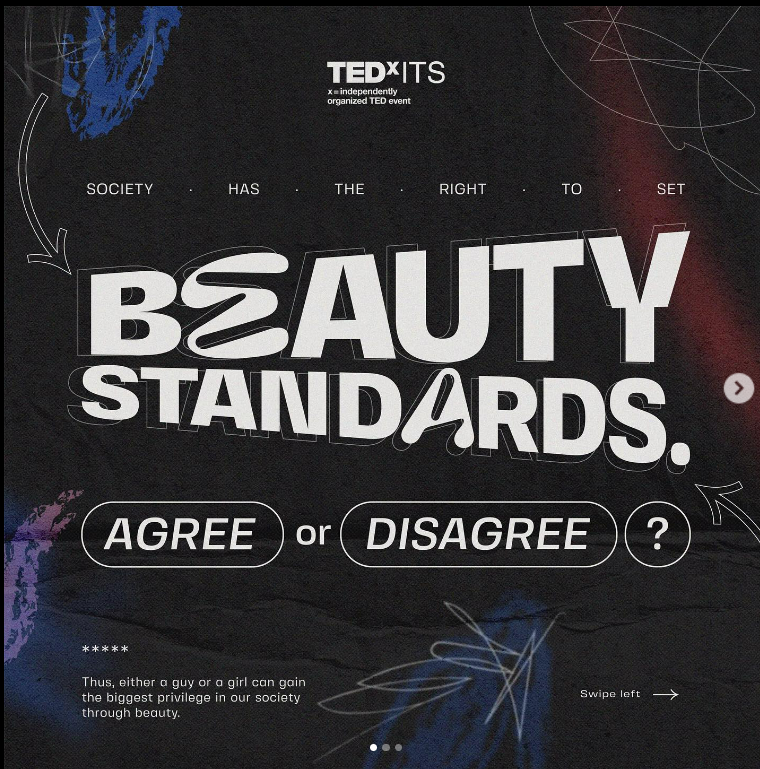 TEDxITS
x = independently
organized TED event
SOCIETY · HAS · THE · RIGHT · TO · SET
BEAUTY
STANDARDS.
AGREE or DISAGREE ?
*****
Thus, either a guy or a girl can gain
the biggest privilege in our society
through beauty.
Swipe left